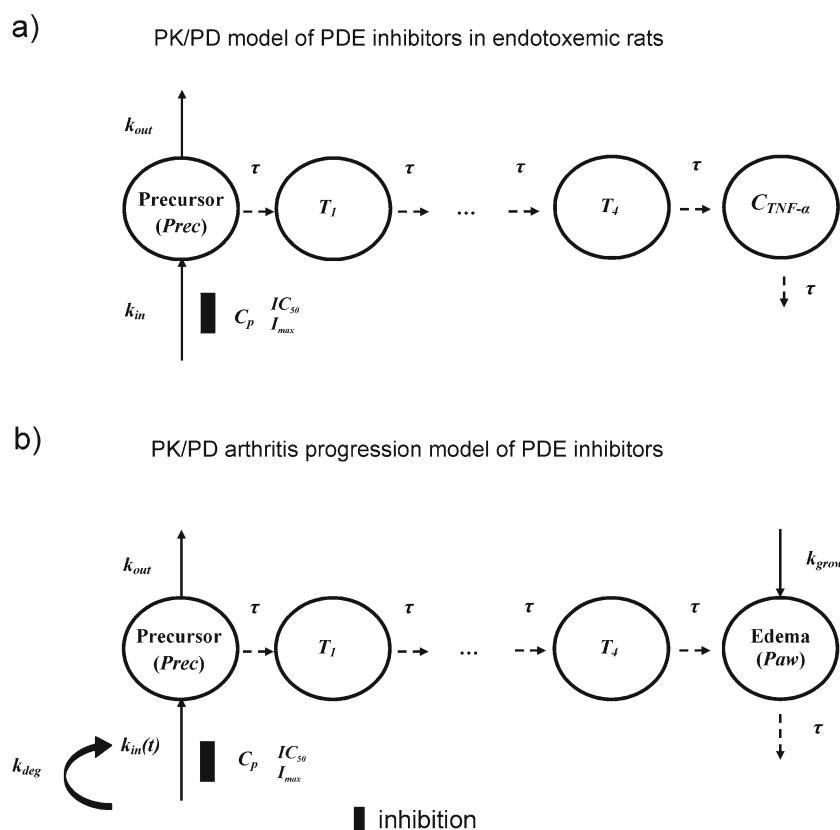 a)
PK/PD model of PDE inhibitors in endotoxemic rats
k_out
τ τ τ τ
Precursor
(Prec)
T_1
...
T_4
C_TNF-α
τ
k_in
C_p
IC_50
I_max
b)
PK/PD arthritis progression model of PDE inhibitors
k_out
k_grow
τ τ τ τ
Precursor
(Prec)
T_1
...
T_4
Edema
(Paw)
τ
k_in(t)
k_deg
C_p
IC_50
I_max
inhibition